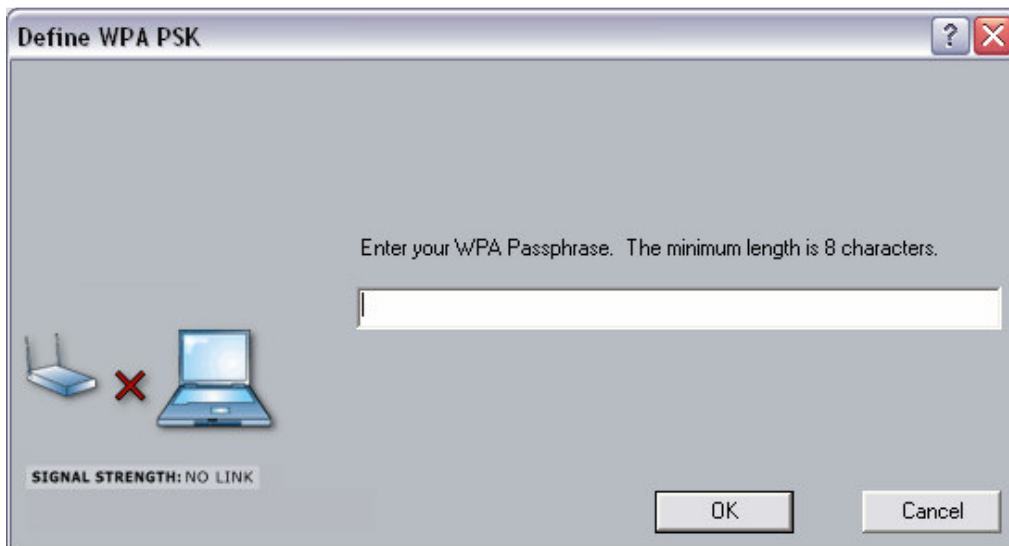 Define WPA PSK
Enter your WPA Passphrase. The minimum length is 8 characters.
SIGNAL STRENGTH: NO LINK
OK
Cancel